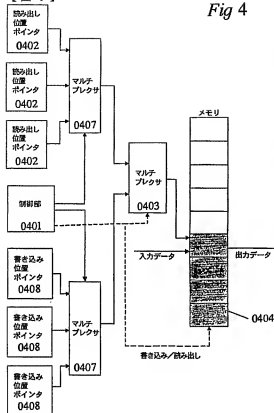 Fig 4
読み出し
位置
ポインタ
0402
読み出し
位置
ポインタ
0402
読み出し
位置
ポインタ
0402
マルチ
プレクサ
0407
制御部
0401
マルチ
プレクサ
0403
メモリ
入力データ
出力データ
0404
書き込み
位置
ポインタ
0408
書き込み
位置
ポインタ
0408
書き込み
位置
ポインタ
0408
マルチ
プレクサ
0407
書き込み/読み出し